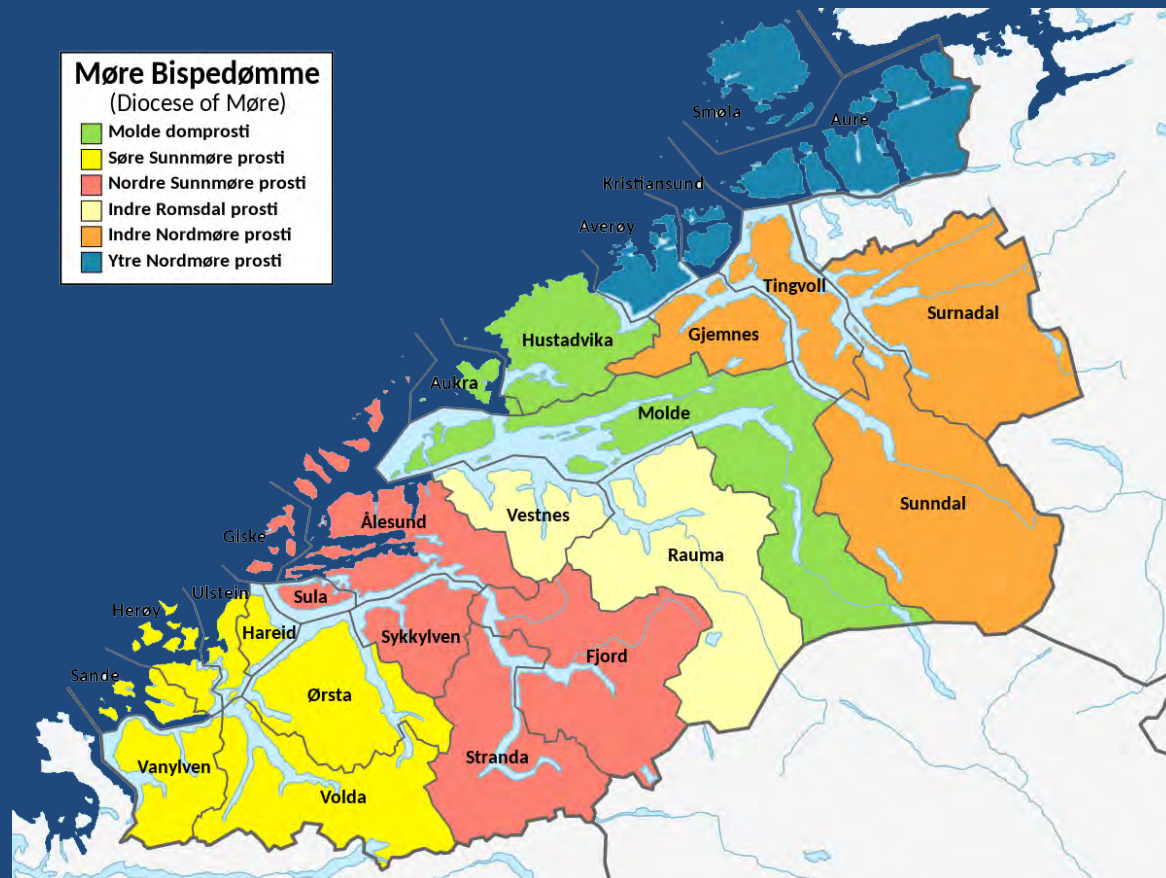 Møre Bispedømme
(Diocese of Møre)
Molde domprosti
Søre Sunnmøre prosti
Nordre Sunnmøre prosti
Indre Romsdal prosti
Indre Nordmøre prosti
Ytre Nordmøre prosti
Smøla
Aure
Kristiansund
Averøy
Tingvoll
Surnadal
Gjemnes
Hustadvika
Aukra
Molde
Sunndal
Vestnes
Ålesund
Giske
Rauma
Ulstein
Sula
Herøy
Hareid
Sykkylven
Fjord
Sande
Ørsta
Stranda
Vanylven
Volda